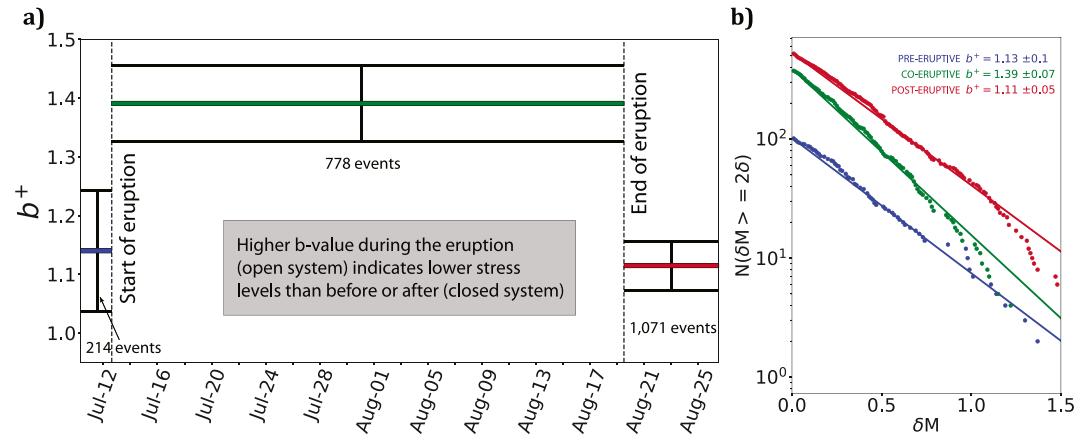 a)
b⁺
1.5
1.4
1.3
1.2
1.1
1.0
Start of eruption
End of eruption
778 events
Higher b-value during the eruption
(open system) indicates lower stress
levels than before or after (closed system)
214 events
1,071 events
Jul-12
Jul-16
Jul-20
Jul-24
Jul-28
Aug-01
Aug-05
Aug-09
Aug-13
Aug-17
Aug-21
Aug-25
b)
N(δM > = 2δ)
10²
10¹
10⁰
PRE-ERUPTIVE b⁺ = 1.13 ±0.1
CO-ERUPTIVE b⁺ = 1.39 ±0.07
POST-ERUPTIVE b⁺ = 1.11 ±0.05
0.0
0.5
1.0
1.5
δM